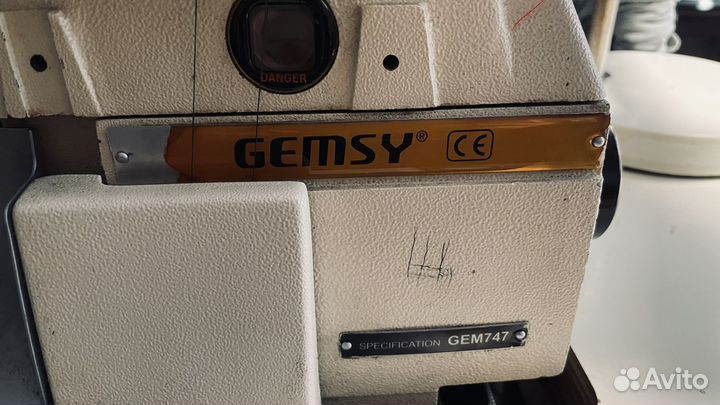 DANGER
GEMSY® CE
SPECIFICATION GEM747
Avito